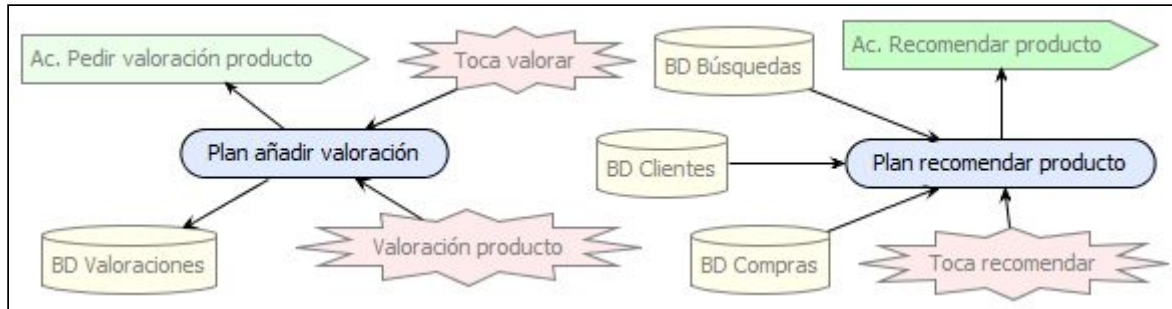 Ac. Pedir valoración producto
Toca valorar
Plan añadir valoración
BD Valoraciones
Valoración producto
BD Búsquedas
Ac. Recomendar producto
BD Clientes
Plan recomendar producto
BD Compras
Toca recomendar